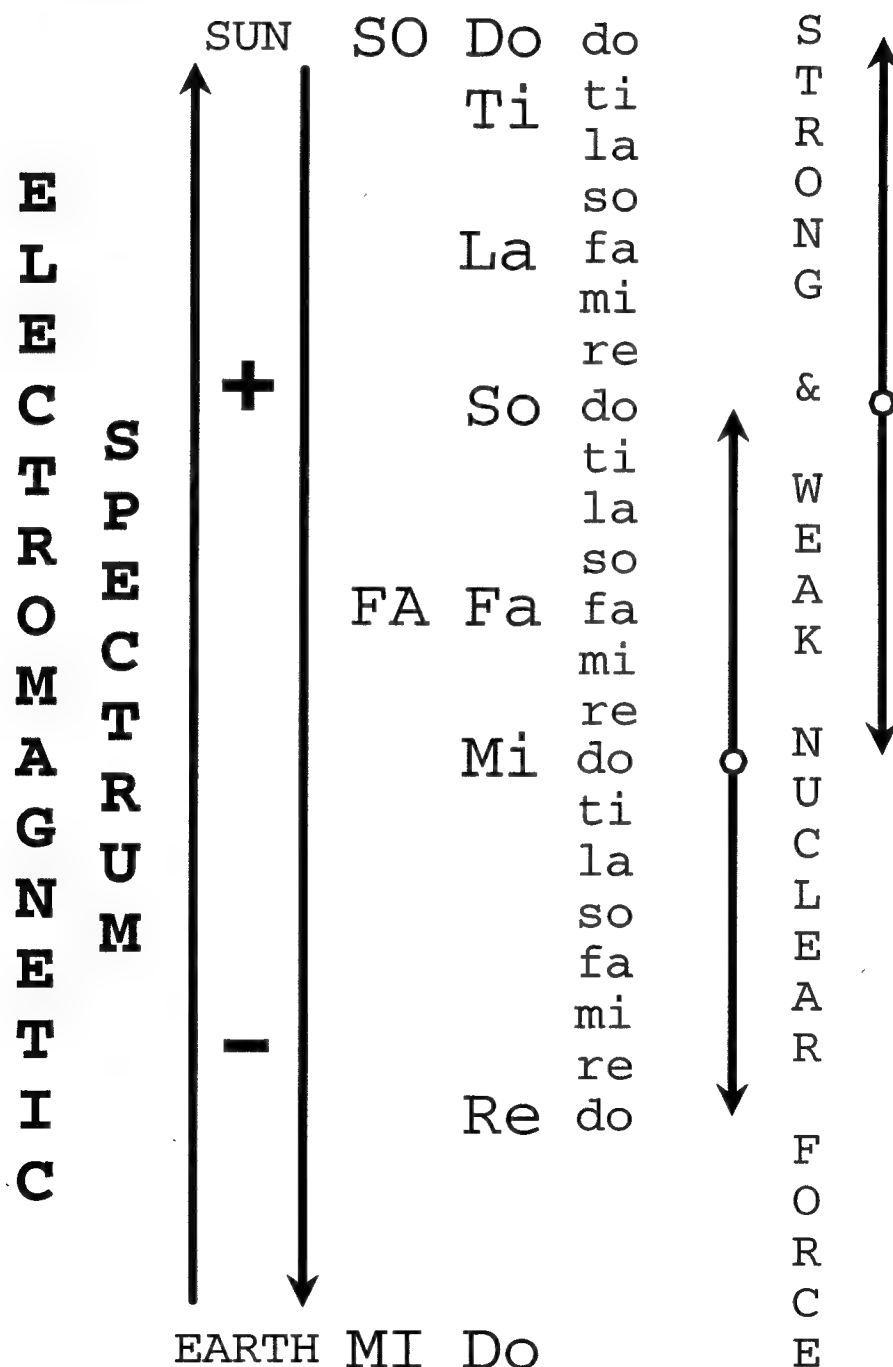 ELECTROMAGNETIC
SPECTRUM
SUN
+
-
EARTH
SO
FA
MI
Do
Ti
La
So
Fa
Mi
Re
Do
do
ti
la
so
fa
mi
re
do
ti
la
so
fa
mi
re
do
ti
la
so
fa
mi
re
do
STRONG & WEAK NUCLEAR FORCE